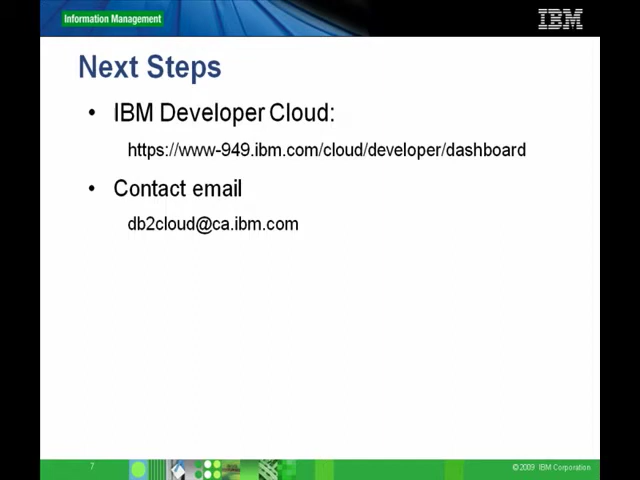 Information Management
IBM
Next Steps
• IBM Developer Cloud:
https://www-949.ibm.com/cloud/developer/dashboard
• Contact email
db2cloud@ca.ibm.com
7
© 2009 IBM Corporation